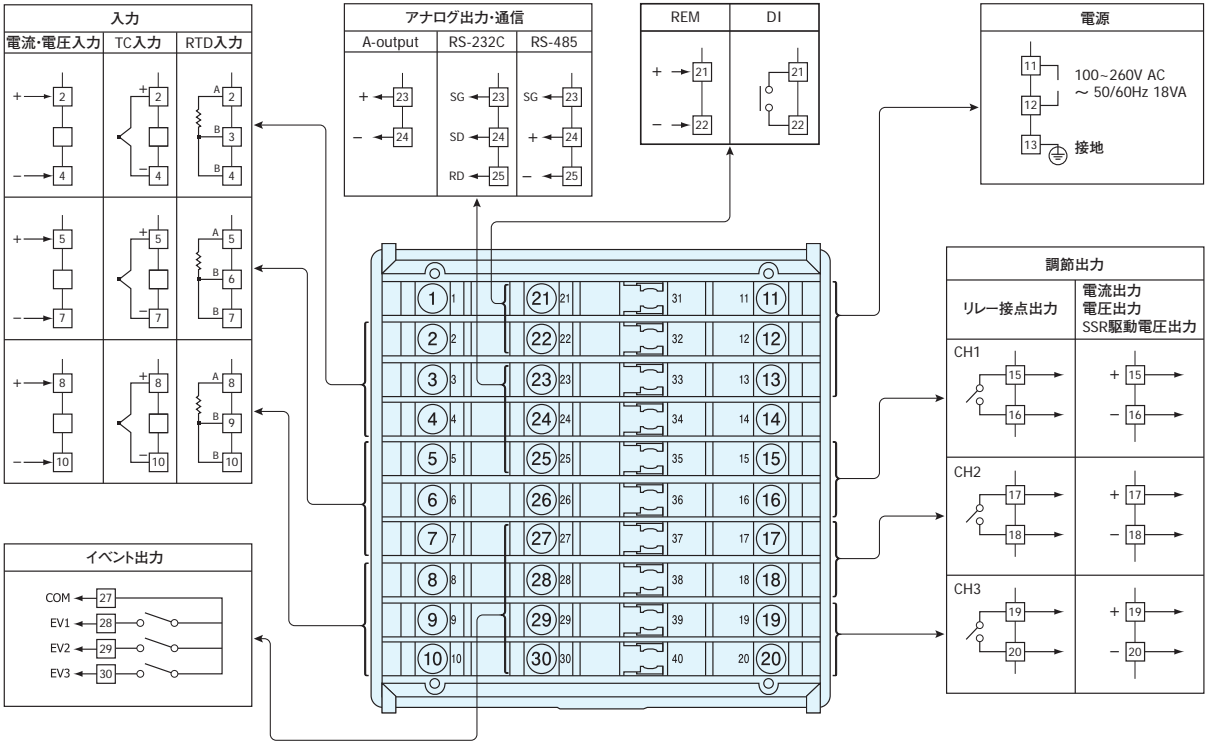 入力
電流・電圧入力 TC入力 RTD入力
+ 2 + 2 A 2
B 3
− 4 − 4 B 4
+ 5 + 5 A 5
B 6
− 7 − 7 B 7
+ 8 + 8 A 8
B 9
− 10 − 10 B 10
アナログ出力・通信
A-output RS-232C RS-485
+ 23 SG 23 SG 23
− 24 SD 24 + 24
RD 25 − 25
REM DI
+ 21 21
− 22 22
電源
11
100~260V AC
12 ～ 50/60Hz 18VA
13 接地
1 1 21 21 31 11 11
2 2 22 22 32 12 12
3 3 23 23 33 13 13
4 4 24 24 34 14 14
5 5 25 25 35 15 15
6 6 26 26 36 16 16
7 7 27 27 37 17 17
8 8 28 28 38 18 18
9 9 29 29 39 19 19
10 10 30 30 40 20 20
調節出力
リレー接点出力
電流出力
電圧出力
SSR駆動電圧出力
CH1
15 + 15
16 − 16
CH2
17 + 17
18 − 18
CH3
19 + 19
20 − 20
イベント出力
COM 27
EV1 28
EV2 29
EV3 30